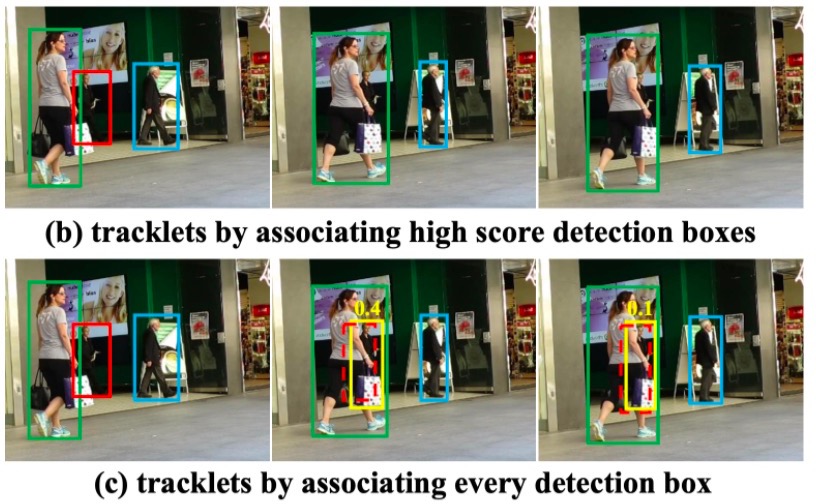 (b) tracklets by associating high score detection boxes
0.4
0.1
(c) tracklets by associating every detection box